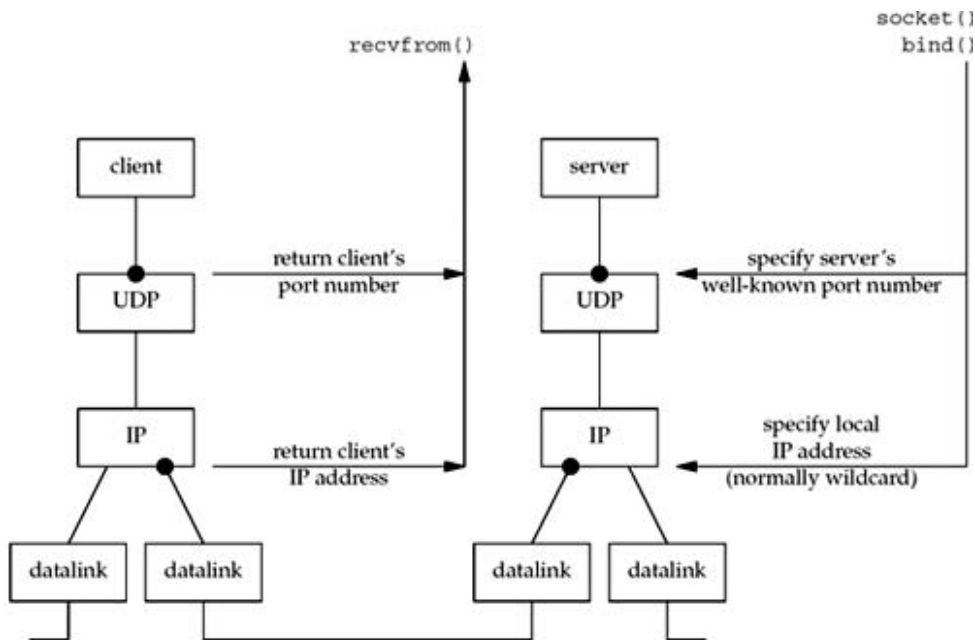 socket()
recvfrom()
bind()
client
server
return client's
port number
specify server's
well-known port number
UDP
UDP
IP
IP
return client's
IP address
specify local
IP address
(normally wildcard)
datalink
datalink
datalink
datalink